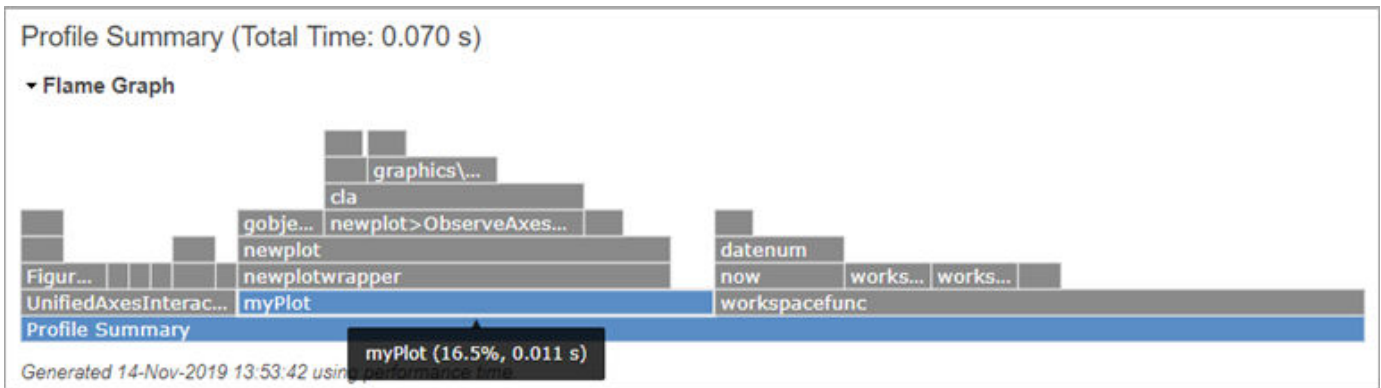 Profile Summary (Total Time: 0.070 s)
Flame Graph
graphics\...
cla
gobje... newplot>ObserveAxes...
newplot datenum
Figur... newplotwrapper now works... works...
UnifiedAxesInterac... myPlot workspacefunc
Profile Summary
myPlot (16.5%, 0.011 s)
Generated 14-Nov-2019 13:53:42 using performance time.